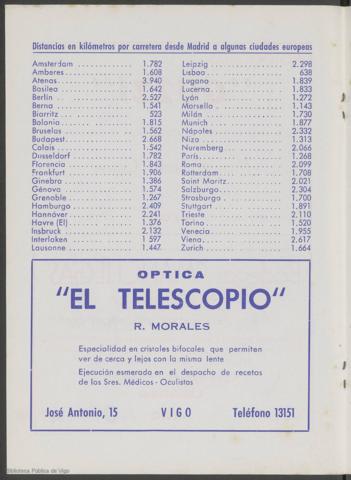 Distancias en kilómetros por carretera desde Madrid a algunas ciudades europeas
Amsterdam 1.782
Amberes 1.608
Atenas 3.940
Basilea 1.642
Berlín 2.527
Berna 1.541
Biarritz 523
Bolonia 1.815
Bruselas 1.562
Budapest 2.668
Calais 1.542
Dusseldorf 1.782
Florencia 1.843
Frankfurt 1.906
Ginebra 1.386
Génova 1.574
Grenoble 1.267
Hamburgo 2.409
Hannóver 2.241
Havre (El) 1.376
Insbruck 2.132
Interlaken 1 597
Lausonne 1.447
Leipzig 2.298
Lisboa 638
Lugano 1.839
Lucerna 1.833
Lyón 1.272
Marsella 1.143
Milán 1.730
Munich 1.877
Nápoles 2.332
Niza 1.313
Nuremberg 2.066
París 1.268
Roma 2.099
Rotterdam 1.708
Saint Moritz 2.021
Salzburgo 2,304
Strasburgo 1.700
Stuttgart 1.891
Trieste 2,110
Torino 1.520
Venecia 1.955
Viena 2,617
Zurich 1.664
OPTICA
"EL TELESCOPIO"
R. MORALES
Especialidad en cristales bifocales que permiten
ver de cerca y lejos con la misma lente
Ejecución esmerada en el despacho de recetas
de los Sres. Médicos - Oculistas
José Antonio, 15 VIGO Teléfono 13151
Biblioteca Pública de Vigo